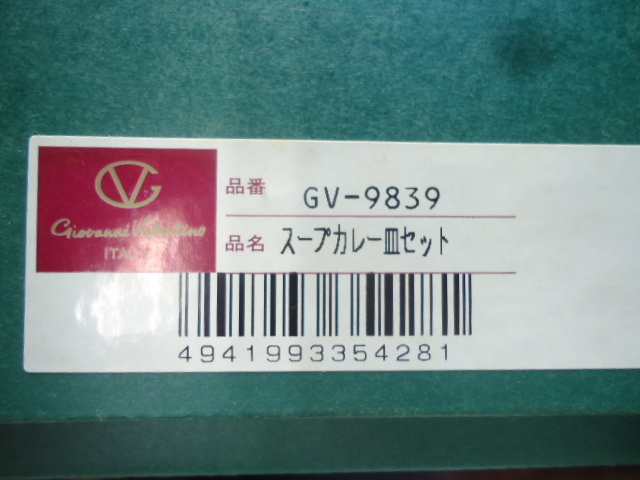 GV
Giovanni Valentino
ITALY
品番 GV-9839
品名 スープカレー皿セット
4941993354281